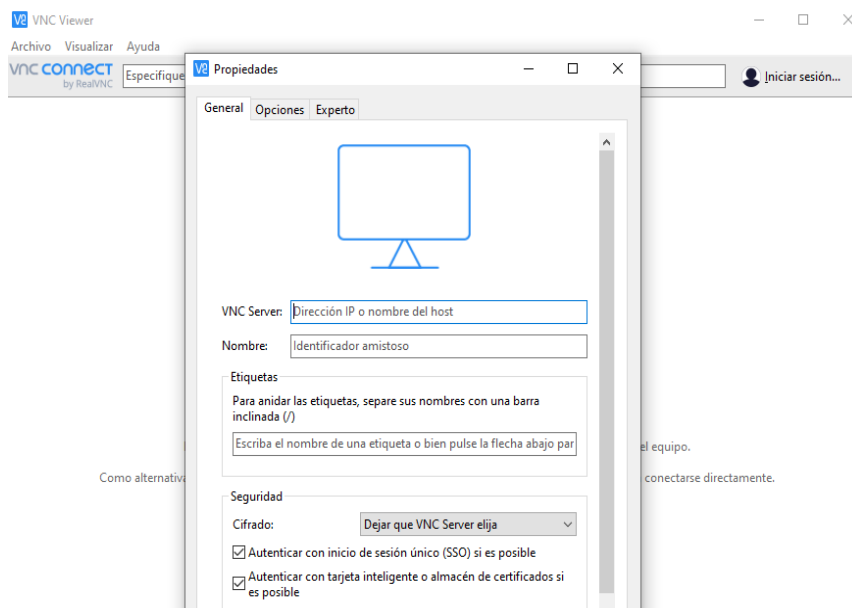 VNC Viewer
Archivo Visualizar Ayuda
vnc connect
by RealVNC
Especifique
Iniciar sesión...
Propiedades
General Opciones Experto
VNC Server: Dirección IP o nombre del host
Nombre: Identificador amistoso
Etiquetas
Para anidar las etiquetas, separe sus nombres con una barra
inclinada (/)
Escriba el nombre de una etiqueta o bien pulse la flecha abajo par
el equipo.
Como alternativa
conectarse directamente.
Seguridad
Cifrado: Dejar que VNC Server elija
Autenticar con inicio de sesión único (SSO) si es posible
Autenticar con tarjeta inteligente o almacén de certificados si
es posible